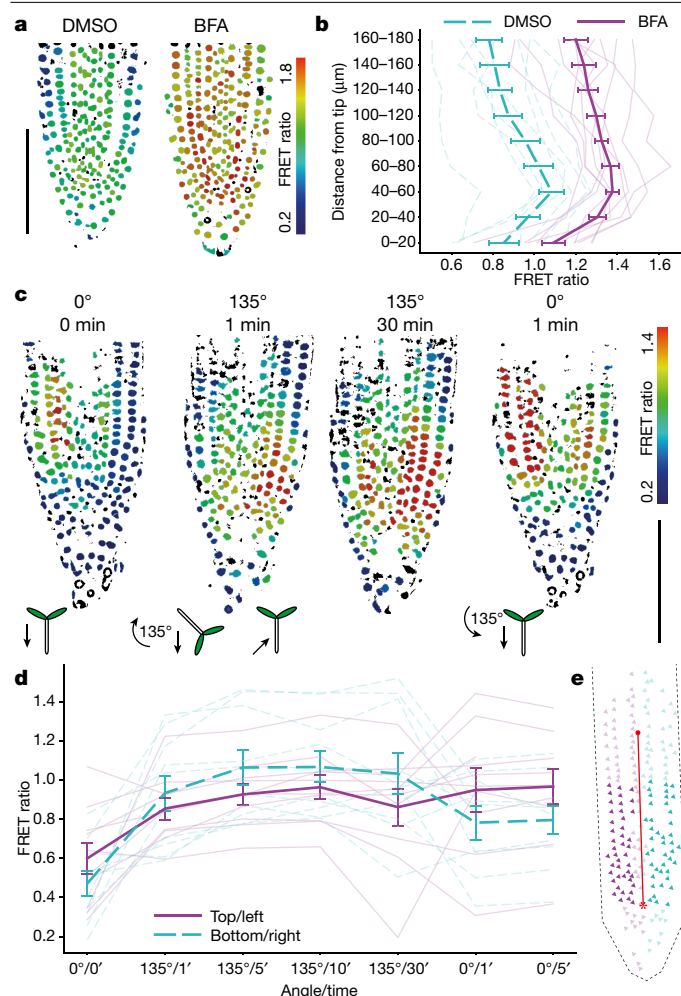 a
DMSO
BFA
1.8
FRET ratio
0.2
b
DMSO
BFA
160–180
140–160
120–140
100–120
80–100
60–80
40–60
20–40
0–20
Distance from tip (μm)
0.6 0.8 1.0 1.2 1.4 1.6
FRET ratio
c
0° 135° 135° 0°
0 min 1 min 30 min 1 min
1.4
FRET ratio
0.2
135°
135°
d
1.4
1.2
1.0
0.8
0.6
0.4
0.2
FRET ratio
Top/left
Bottom/right
0°/0′ 135°/1′ 135°/5′ 135°/10′ 135°/30′ 0°/1′ 0°/5′
Angle/time
e
*